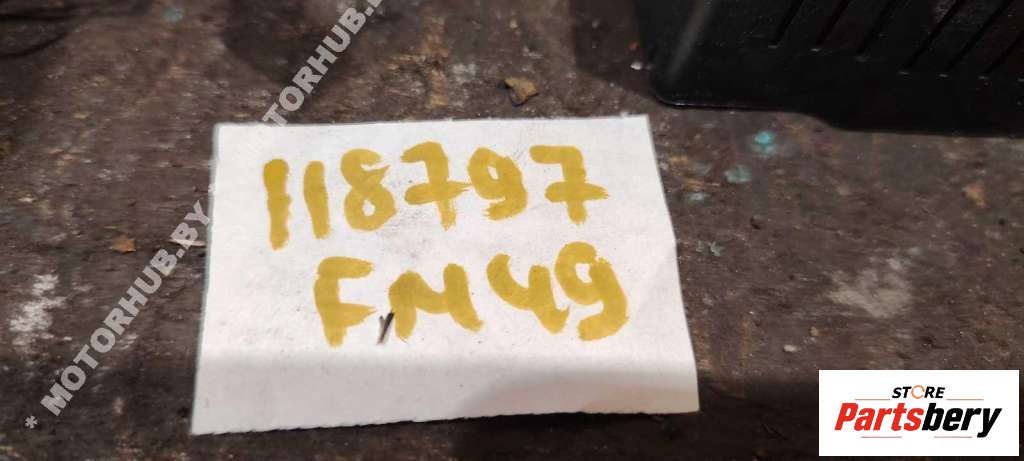 118797
FM49
* MOTORHUB.BY
MOTORHUB.BY
STORE
Partsbery